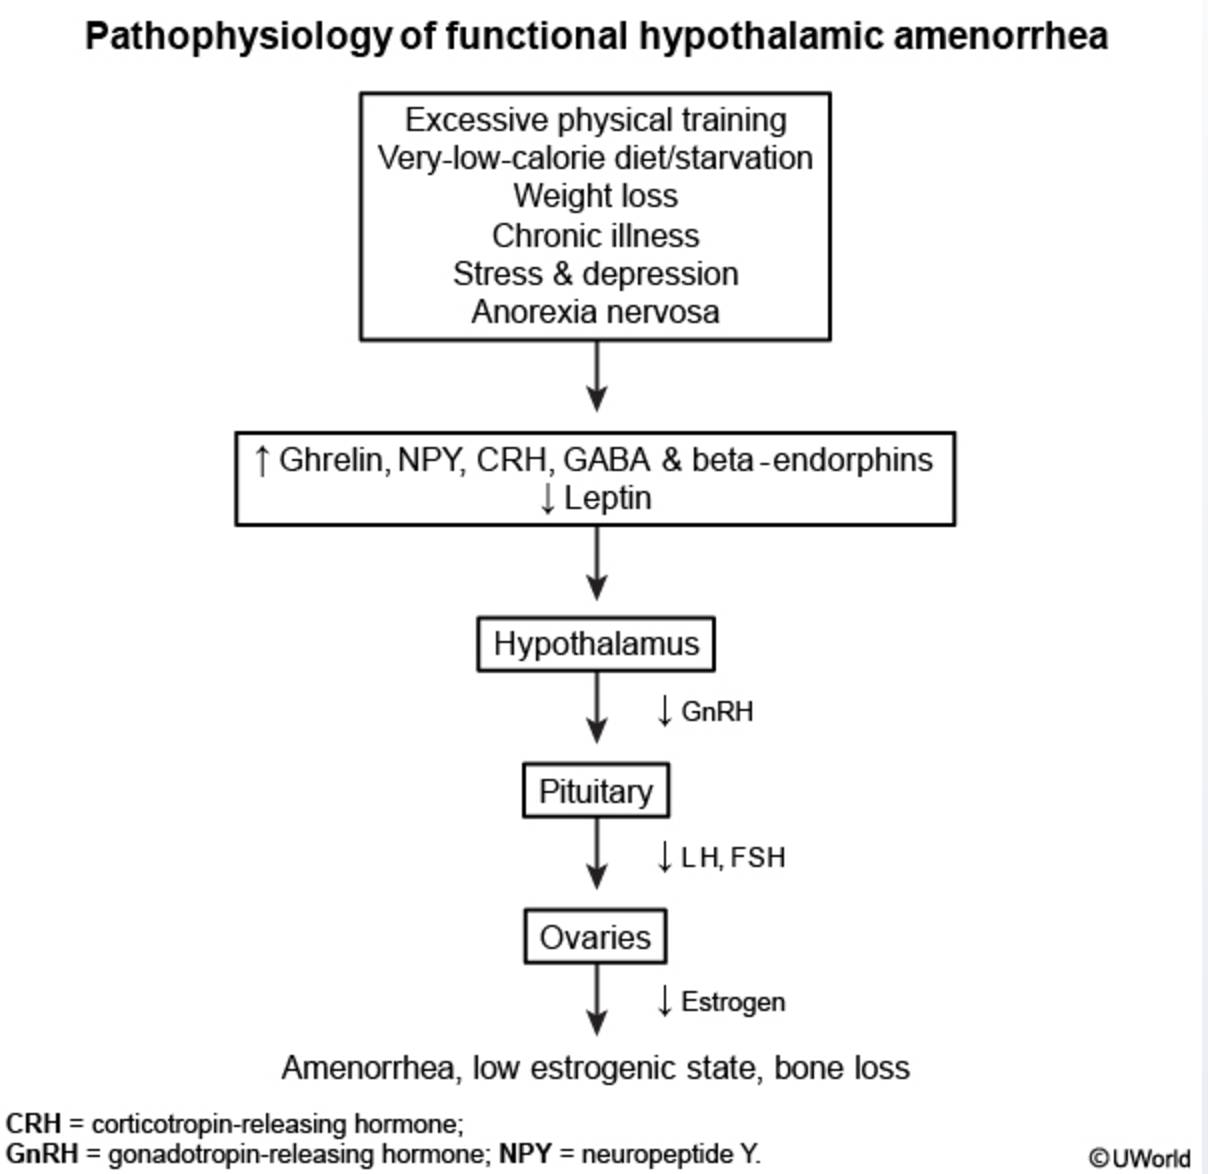 Pathophysiology of functional hypothalamic amenorrhea
Excessive physical training
Very-low-calorie diet/starvation
Weight loss
Chronic illness
Stress & depression
Anorexia nervosa
↑ Ghrelin, NPY, CRH, GABA & beta-endorphins
↓ Leptin
Hypothalamus
↓ GnRH
Pituitary
↓ LH, FSH
Ovaries
↓ Estrogen
Amenorrhea, low estrogenic state, bone loss
CRH = corticotropin-releasing hormone;
GnRH = gonadotropin-releasing hormone; NPY = neuropeptide Y.
©UWorld